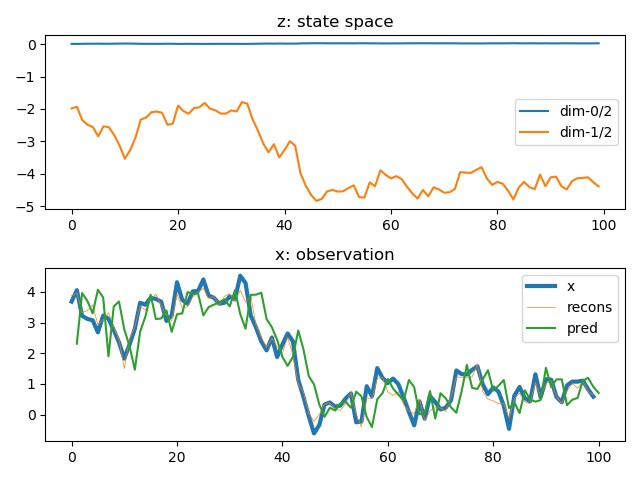 z: state space
0
−1
−2
−3
−4
−5
dim-0/2
dim-1/2
0 20 40 60 80 100
x: observation
4
3
2
1
0
x
recons
pred
0 20 40 60 80 100